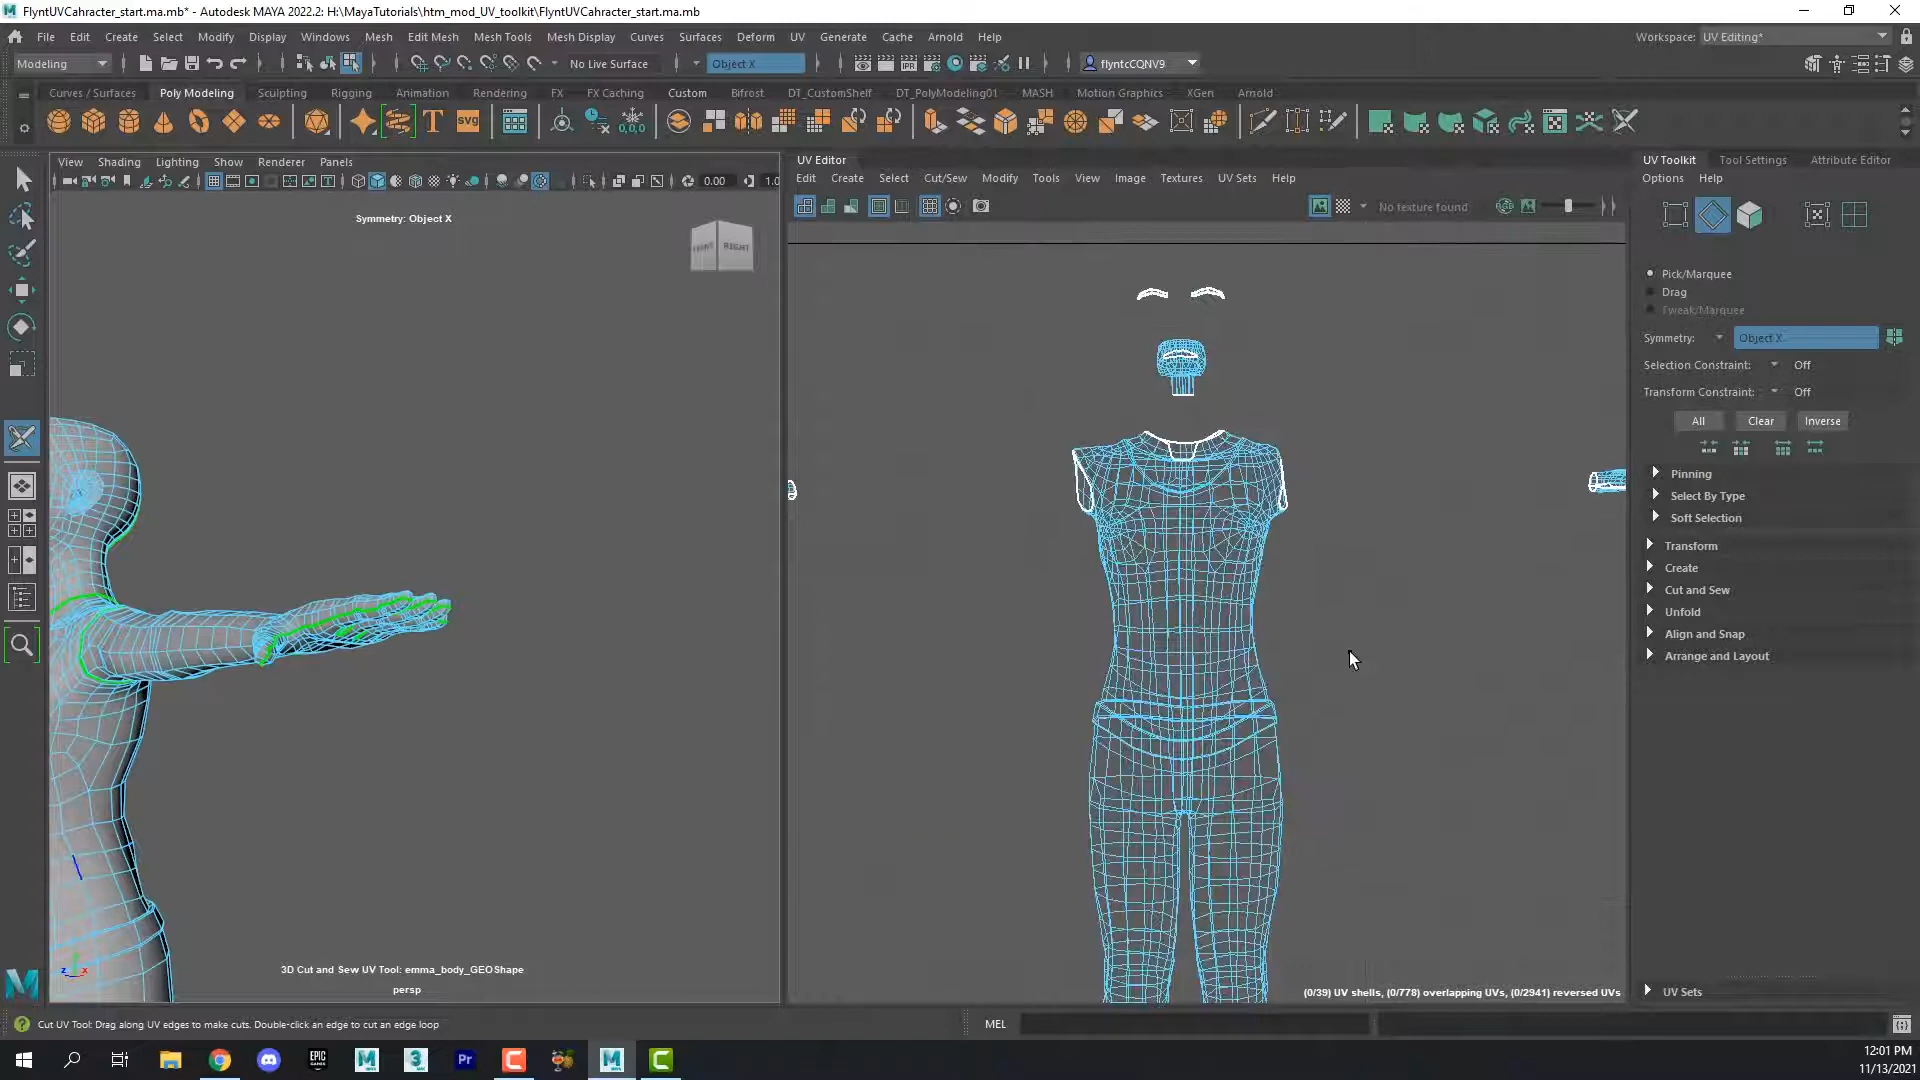 FlyntUVCahracter_start.ma.mb* - Autodesk MAYA 2022.2: H:\MayaTutorials\htm_mod_UV_toolkit\FlyntUVCahracter_start.ma.mb
File Edit Create Select Modify Display Windows Mesh Edit Mesh Mesh Tools Mesh Display Curves Surfaces Deform UV Generate Cache Arnold Help
Workspace: UV Editing*
Modeling No Live Surface Object X flyntcCQNV9
Curves / Surfaces Poly Modeling Sculpting Rigging Animation Rendering FX FX Caching Custom Bifrost DT_CustomShelf DT_PolyModeling01 MASH Motion Graphics XGen Arnold
T SVG 0,0,0
View Shading Lighting Show Renderer Panels
0.00 1.0
Symmetry: Object X
FRONT RIGHT
3D Cut and Sew UV Tool: emma_body_GEOShape
persp
z x
UV Editor
Edit Create Select Cut/Sew Modify Tools View Image Textures UV Sets Help
No texture found
(0/39) UV shells, (0/778) overlapping UVs, (0/2941) reversed UVs
UV Toolkit Tool Settings Attribute Editor
Options Help
Pick/Marquee
Drag
Tweak/Marquee
Symmetry: Object X
Selection Constraint: Off
Transform Constraint: Off
All Clear Inverse
Pinning
Select By Type
Soft Selection
Transform
Create
Cut and Sew
Unfold
Align and Snap
Arrange and Layout
UV Sets
Cut UV Tool: Drag along UV edges to make cuts. Double-click an edge to cut an edge loop
MEL
12:01 PM
11/13/2021